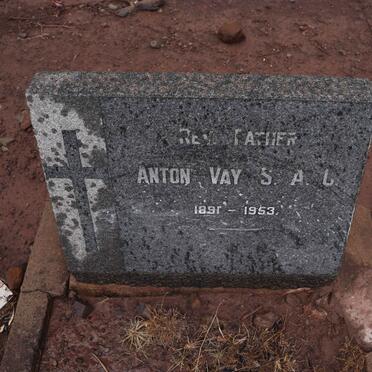 REV. FATHER
ANTON VAY S. A. C.
1891 - 1953.